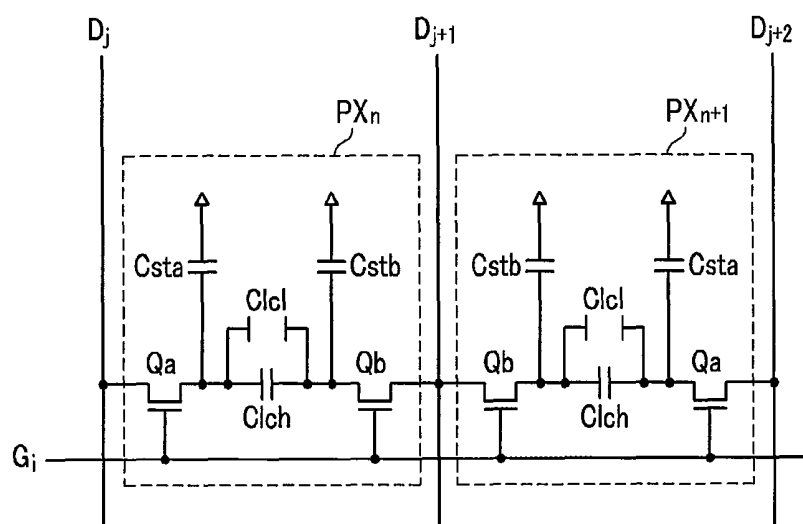 Dj Dj+1 Dj+2
PXn PXn+1
Csta Cstb Cstb Csta
Clcl Clcl
Qa Qb Qb Qa
Clch Clch
Gi